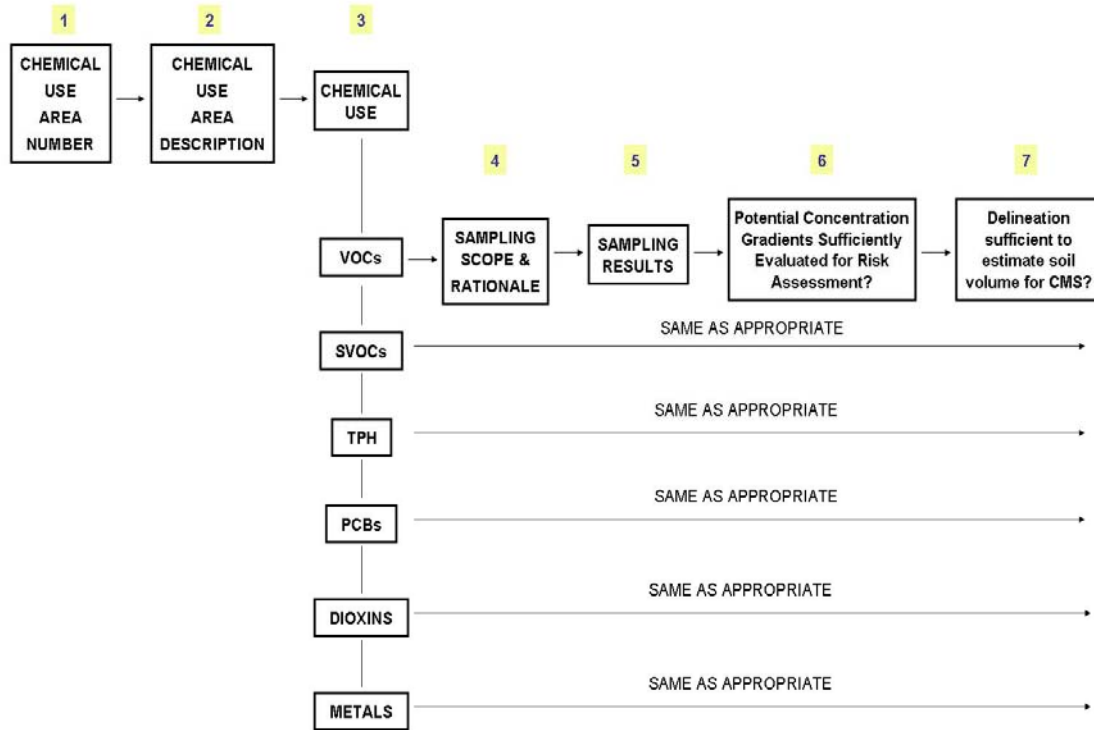 1
2
3
CHEMICAL
USE
AREA
NUMBER
CHEMICAL
USE
AREA
DESCRIPTION
CHEMICAL
USE
4
5
6
7
VOCs
SAMPLING
SCOPE &
RATIONALE
SAMPLING
RESULTS
Potential Concentration
Gradients Sufficiently
Evaluated for Risk
Assessment?
Delineation
sufficient to
estimate soil
volume for CMS?
SVOCs
SAME AS APPROPRIATE
TPH
SAME AS APPROPRIATE
PCBs
SAME AS APPROPRIATE
DIOXINS
SAME AS APPROPRIATE
METALS
SAME AS APPROPRIATE